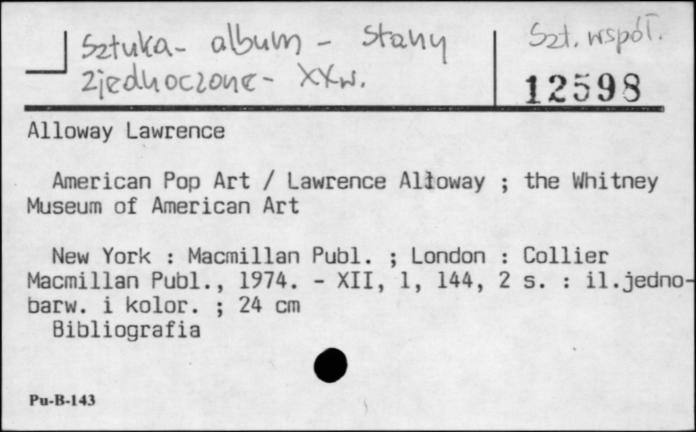 Sztuka - album - Stany
Zjednoczone - XX w.
Szt. współ.
12598
Alloway Lawrence
American Pop Art / Lawrence Alloway ; the Whitney
Museum of American Art
New York : Macmillan Publ. ; London : Collier
Macmillan Publ., 1974. - XII, 1, 144, 2 s. : il.jedno-
barw. i kolor. ; 24 cm
Bibliografia
Pu-B-143